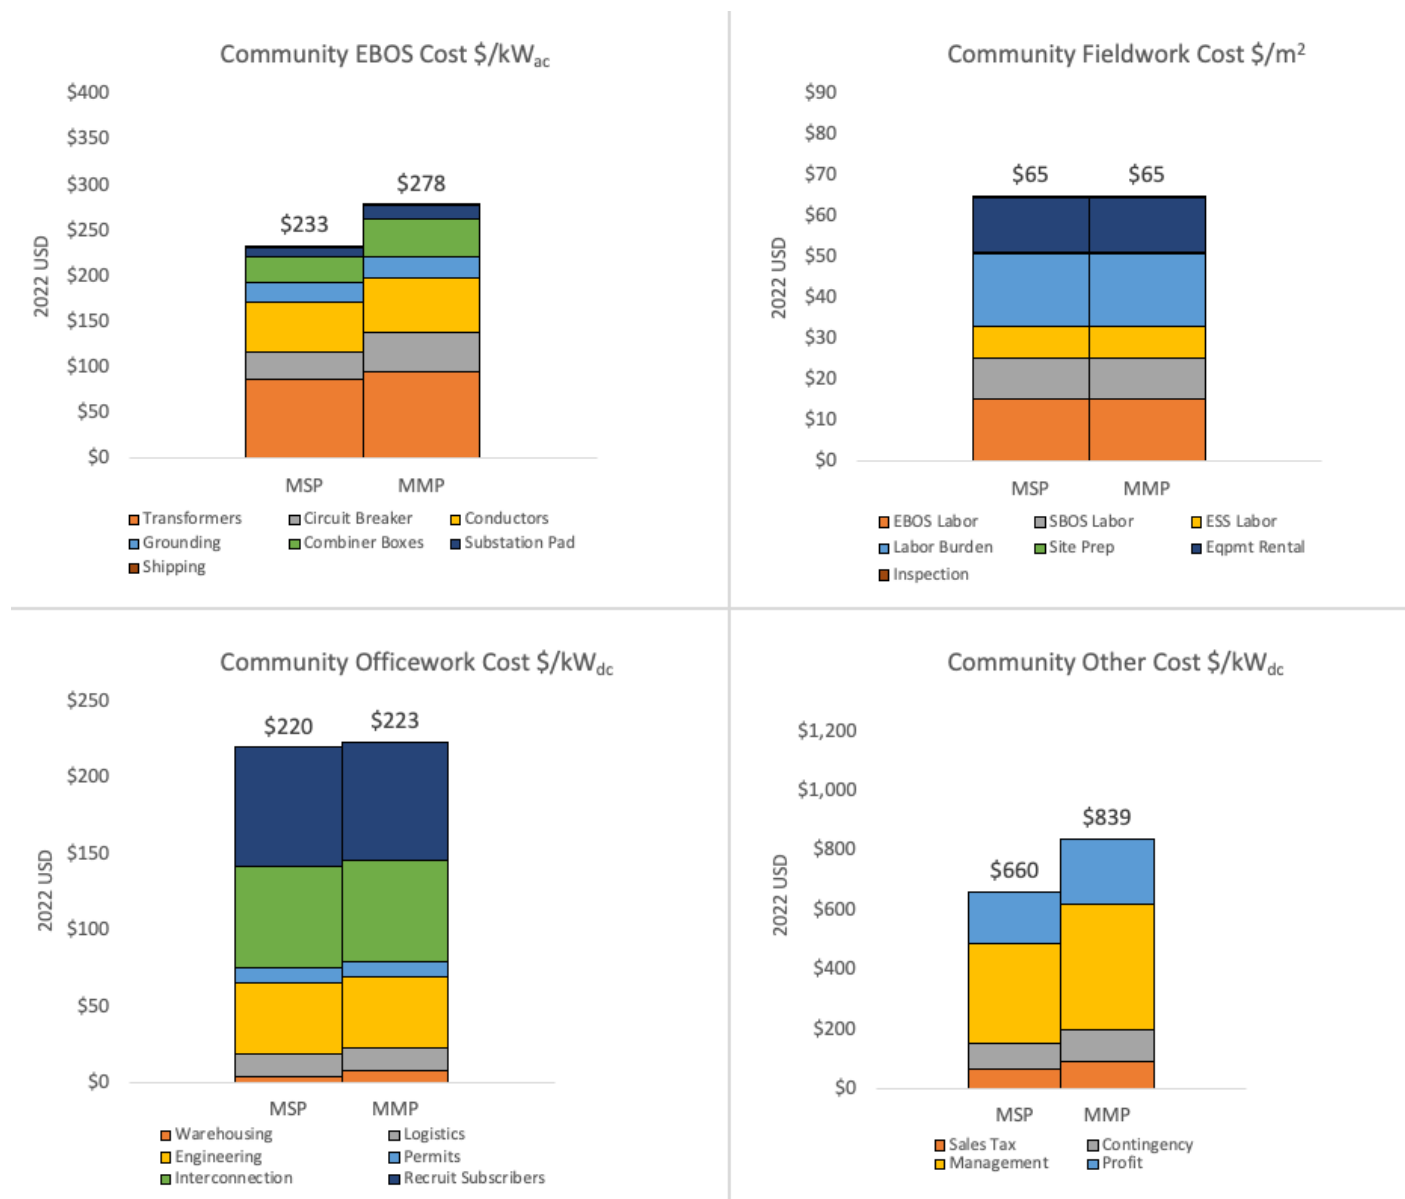 Community EBOS Cost $/kWac
$400
$350
$300
$250
$200
$150
$100
$50
$0
2022 USD
$233
$278
MSP
MMP
Transformers
Circuit Breaker
Conductors
Grounding
Combiner Boxes
Substation Pad
Shipping
Community Fieldwork Cost $/m²
$90
$80
$70
$60
$50
$40
$30
$20
$10
$0
2022 USD
$65
$65
MSP
MMP
EBOS Labor
SBOS Labor
ESS Labor
Labor Burden
Site Prep
Eqpmt Rental
Inspection
Community Officework Cost $/kWdc
$250
$200
$150
$100
$50
$0
2022 USD
$220
$223
MSP
MMP
Warehousing
Logistics
Engineering
Permits
Interconnection
Recruit Subscribers
Community Other Cost $/kWdc
$1,200
$1,000
$800
$600
$400
$200
$0
2022 USD
$660
$839
MSP
MMP
Sales Tax
Contingency
Management
Profit